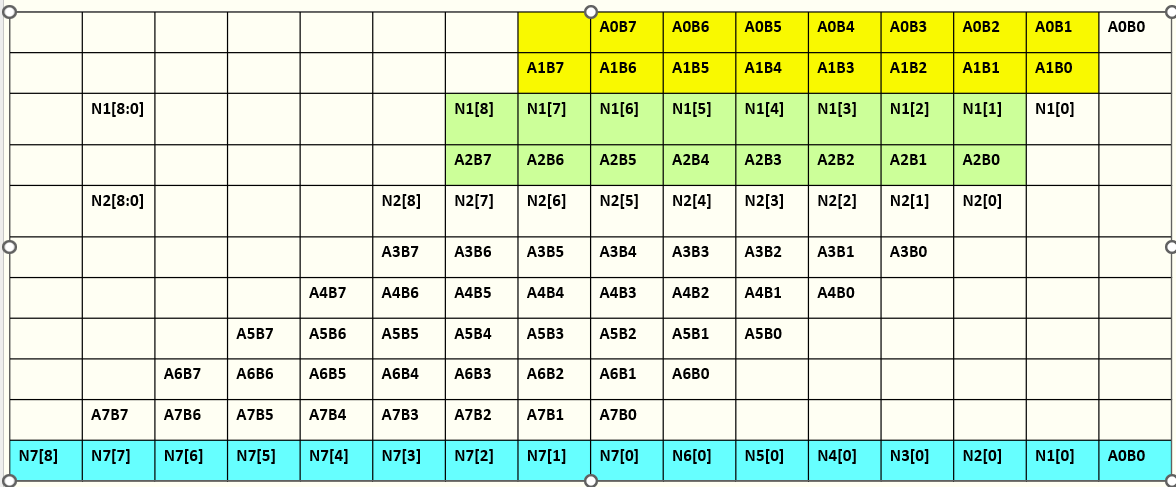 A0B7 A0B6 A0B5 A0B4 A0B3 A0B2 A0B1 A0B0
A1B7 A1B6 A1B5 A1B4 A1B3 A1B2 A1B1 A1B0
N1[8:0] N1[8] N1[7] N1[6] N1[5] N1[4] N1[3] N1[2] N1[1] N1[0]
A2B7 A2B6 A2B5 A2B4 A2B3 A2B2 A2B1 A2B0
N2[8:0] N2[8] N2[7] N2[6] N2[5] N2[4] N2[3] N2[2] N2[1] N2[0]
A3B7 A3B6 A3B5 A3B4 A3B3 A3B2 A3B1 A3B0
A4B7 A4B6 A4B5 A4B4 A4B3 A4B2 A4B1 A4B0
A5B7 A5B6 A5B5 A5B4 A5B3 A5B2 A5B1 A5B0
A6B7 A6B6 A6B5 A6B4 A6B3 A6B2 A6B1 A6B0
A7B7 A7B6 A7B5 A7B4 A7B3 A7B2 A7B1 A7B0
N7[8] N7[7] N7[6] N7[5] N7[4] N7[3] N7[2] N7[1] N7[0] N6[0] N5[0] N4[0] N3[0] N2[0] N1[0] A0B0